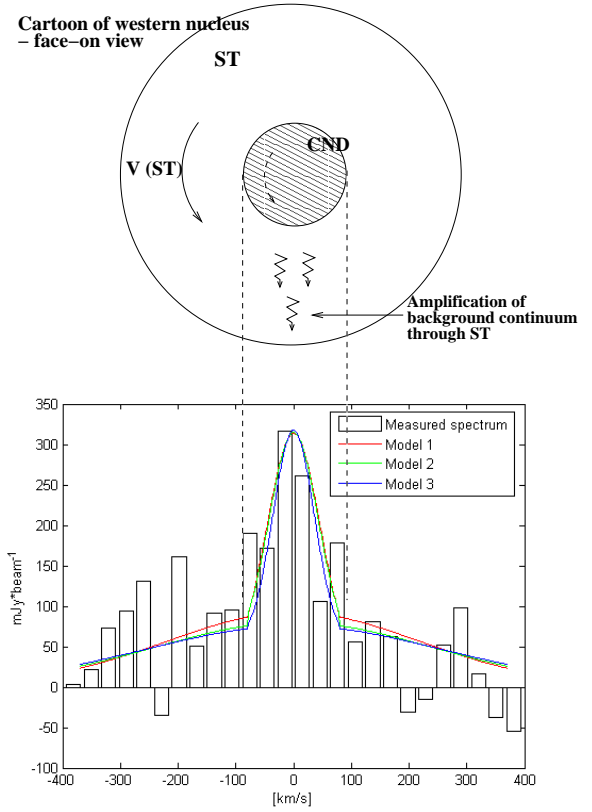 Cartoon of western nucleus
– face–on view
ST
CND
V (ST)
Amplification of
background continuum
through ST
350
300
250
200
150
100
50
0
-50
-100
mJy*beam-1
Measured spectrum
Model 1
Model 2
Model 3
-400 -300 -200 -100 0 100 200 300 400
[km/s]